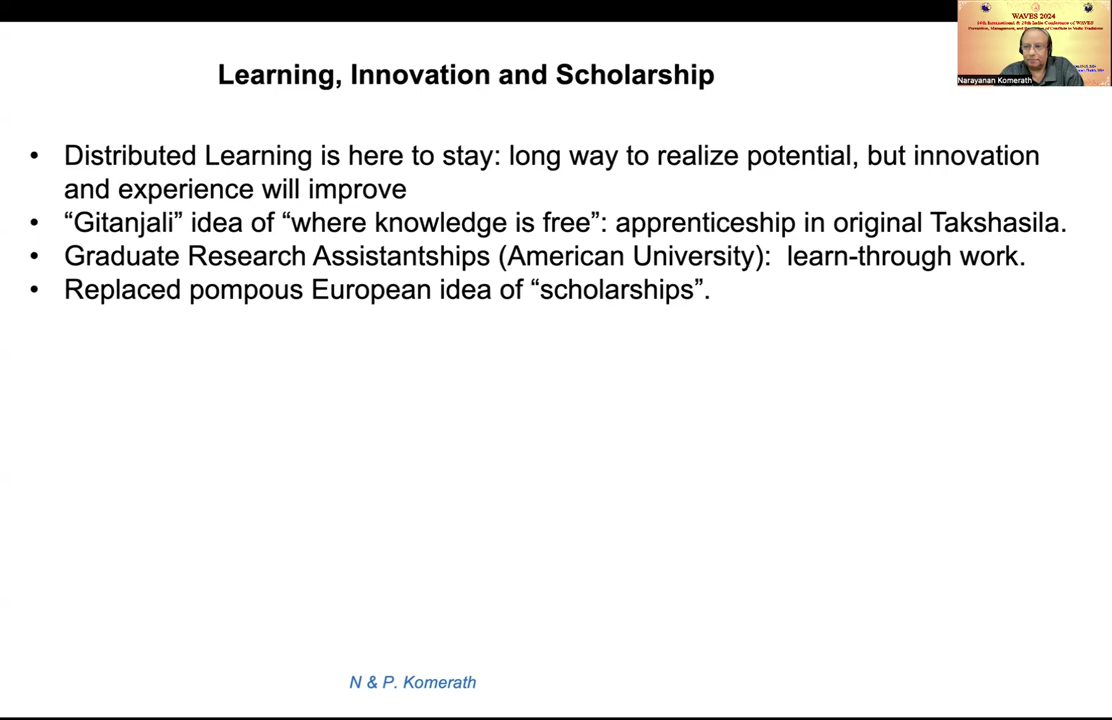 WAVES 2024
Narayanan Komerath
Learning, Innovation and Scholarship
• Distributed Learning is here to stay: long way to realize potential, but innovation
and experience will improve
• “Gitanjali” idea of “where knowledge is free”: apprenticeship in original Takshasila.
• Graduate Research Assistantships (American University):  learn-through work.
• Replaced pompous European idea of “scholarships”.
N & P. Komerath